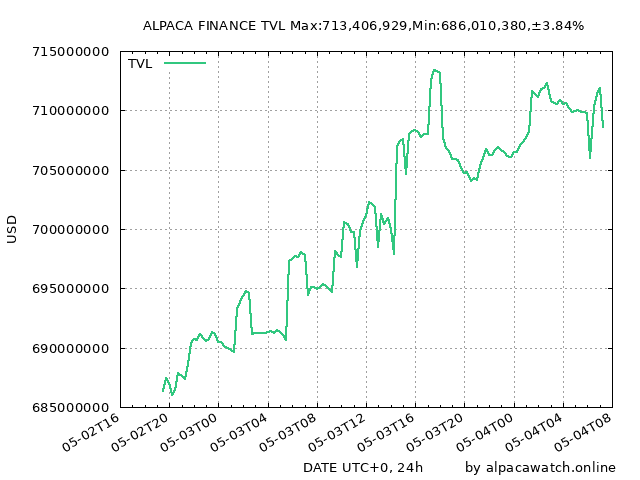 ALPACA FINANCE TVL Max:713,406,929,Min:686,010,380,±3.84%
715000000
TVL
710000000
705000000
700000000
USD
695000000
690000000
685000000
05-02T16
05-02T20
05-03T00
05-03T04
05-03T08
05-03T12
05-03T16
05-03T20
05-04T00
05-04T04
05-04T08
DATE UTC+0, 24h
by alpacawatch.online